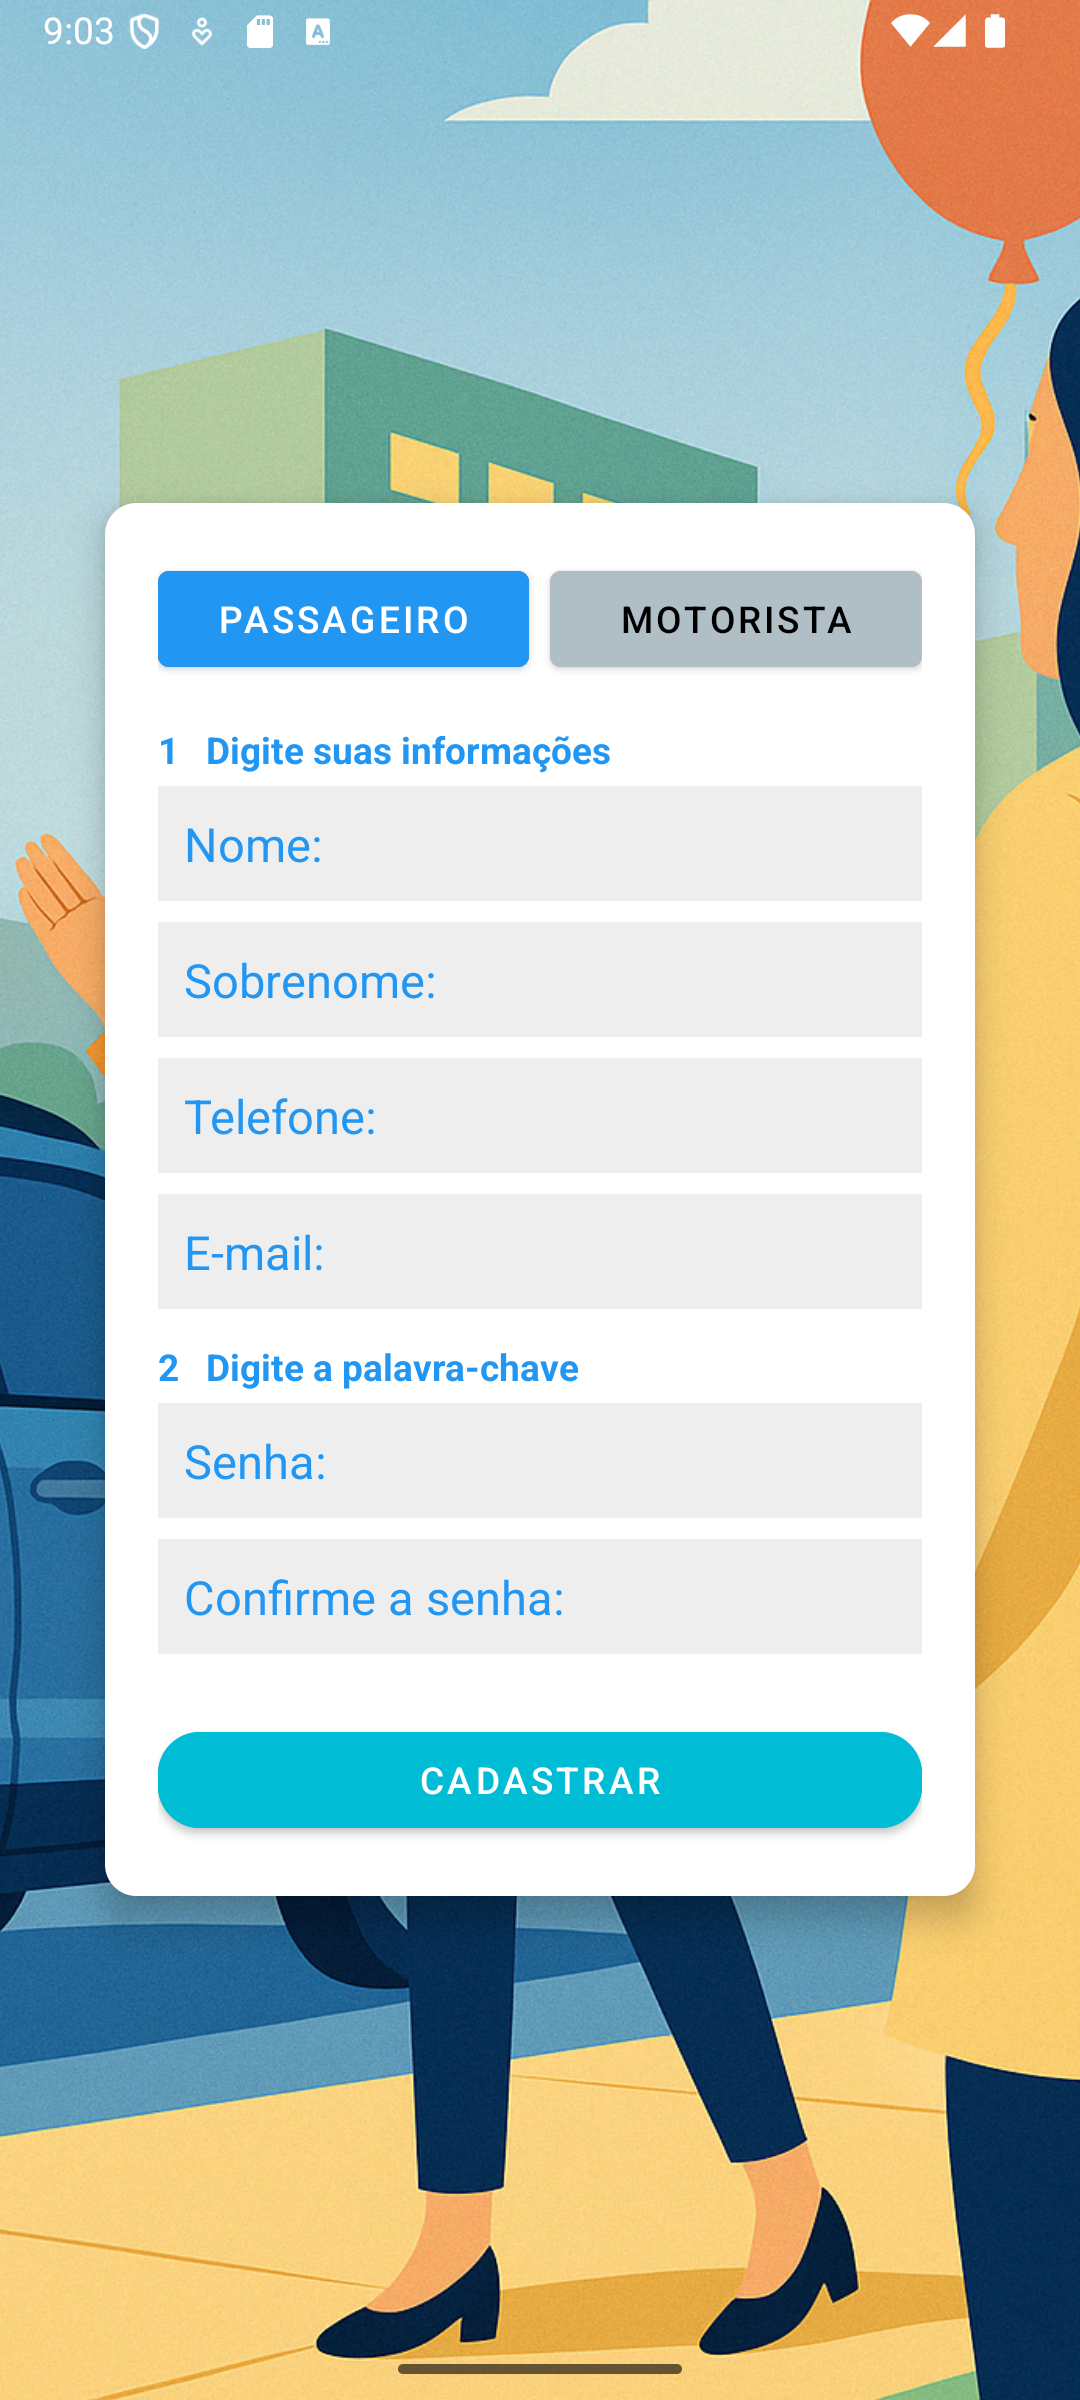 9:03
PASSAGEIRO MOTORISTA
1 Digite suas informações
Nome:
Sobrenome:
Telefone:
E-mail:
2 Digite a palavra-chave
Senha:
Confirme a senha:
CADASTRAR